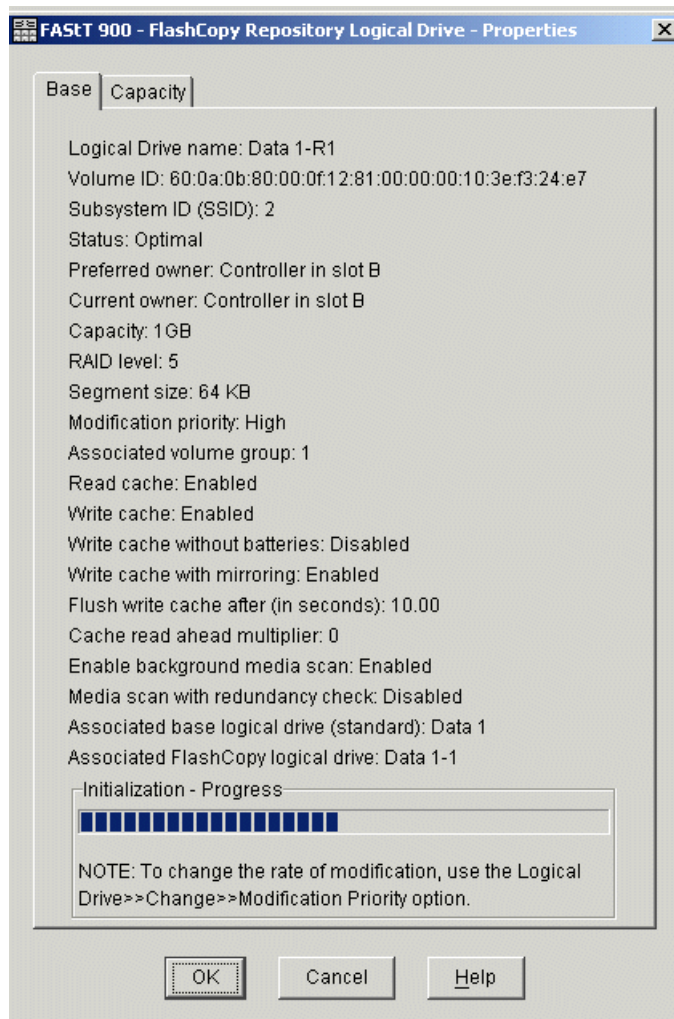 FAStT 900 - FlashCopy Repository Logical Drive - Properties
Base
Capacity
Logical Drive name: Data 1-R1
Volume ID: 60:0a:0b:80:00:0f:12:81:00:00:00:10:3e:f3:24:e7
Subsystem ID (SSID): 2
Status: Optimal
Preferred owner: Controller in slot B
Current owner: Controller in slot B
Capacity: 1GB
RAID level: 5
Segment size: 64 KB
Modification priority: High
Associated volume group: 1
Read cache: Enabled
Write cache: Enabled
Write cache without batteries: Disabled
Write cache with mirroring: Enabled
Flush write cache after (in seconds): 10.00
Cache read ahead multiplier: 0
Enable background media scan: Enabled
Media scan with redundancy check: Disabled
Associated base logical drive (standard): Data 1
Associated FlashCopy logical drive: Data 1-1
Initialization - Progress
NOTE: To change the rate of modification, use the Logical
Drive>>Change>>Modification Priority option.
OK
Cancel
Help